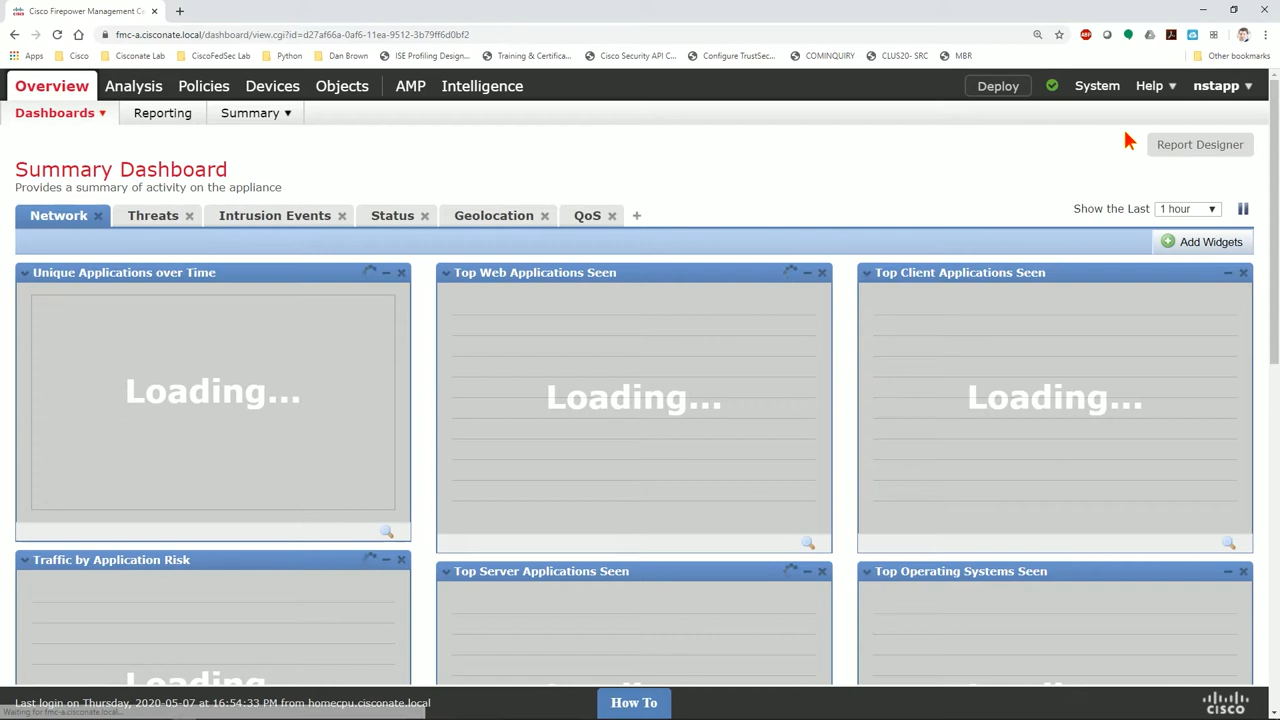 Cisco Firepower Management Ce
fmc-a.cisconate.local/dashboard/view.cgi?id=d27af66a-0af6-11ea-9512-3b79ff6d0bf2
Apps Cisco Cisconate Lab CiscoFedSec Lab Python Dan Brown ISE Profiling Design... Training & Certifica... Cisco Security API C... Configure TrustSec... COMINQUIRY CLUS20- SRC MBR Other bookmarks
Overview Analysis Policies Devices Objects AMP Intelligence Deploy System Help nstapp
Dashboards Reporting Summary
Report Designer
Summary Dashboard
Provides a summary of activity on the appliance
Network Threats Intrusion Events Status Geolocation QoS Show the Last 1 hour
Add Widgets
Unique Applications over Time Top Web Applications Seen Top Client Applications Seen
Loading... Loading... Loading...
Traffic by Application Risk Top Server Applications Seen Top Operating Systems Seen
Loading...
Last login on Thursday, 2020-05-07 at 16:54:33 PM from homecpu.cisconate.local How To
CISCO
Waiting for fmc-a.cisconate.local...